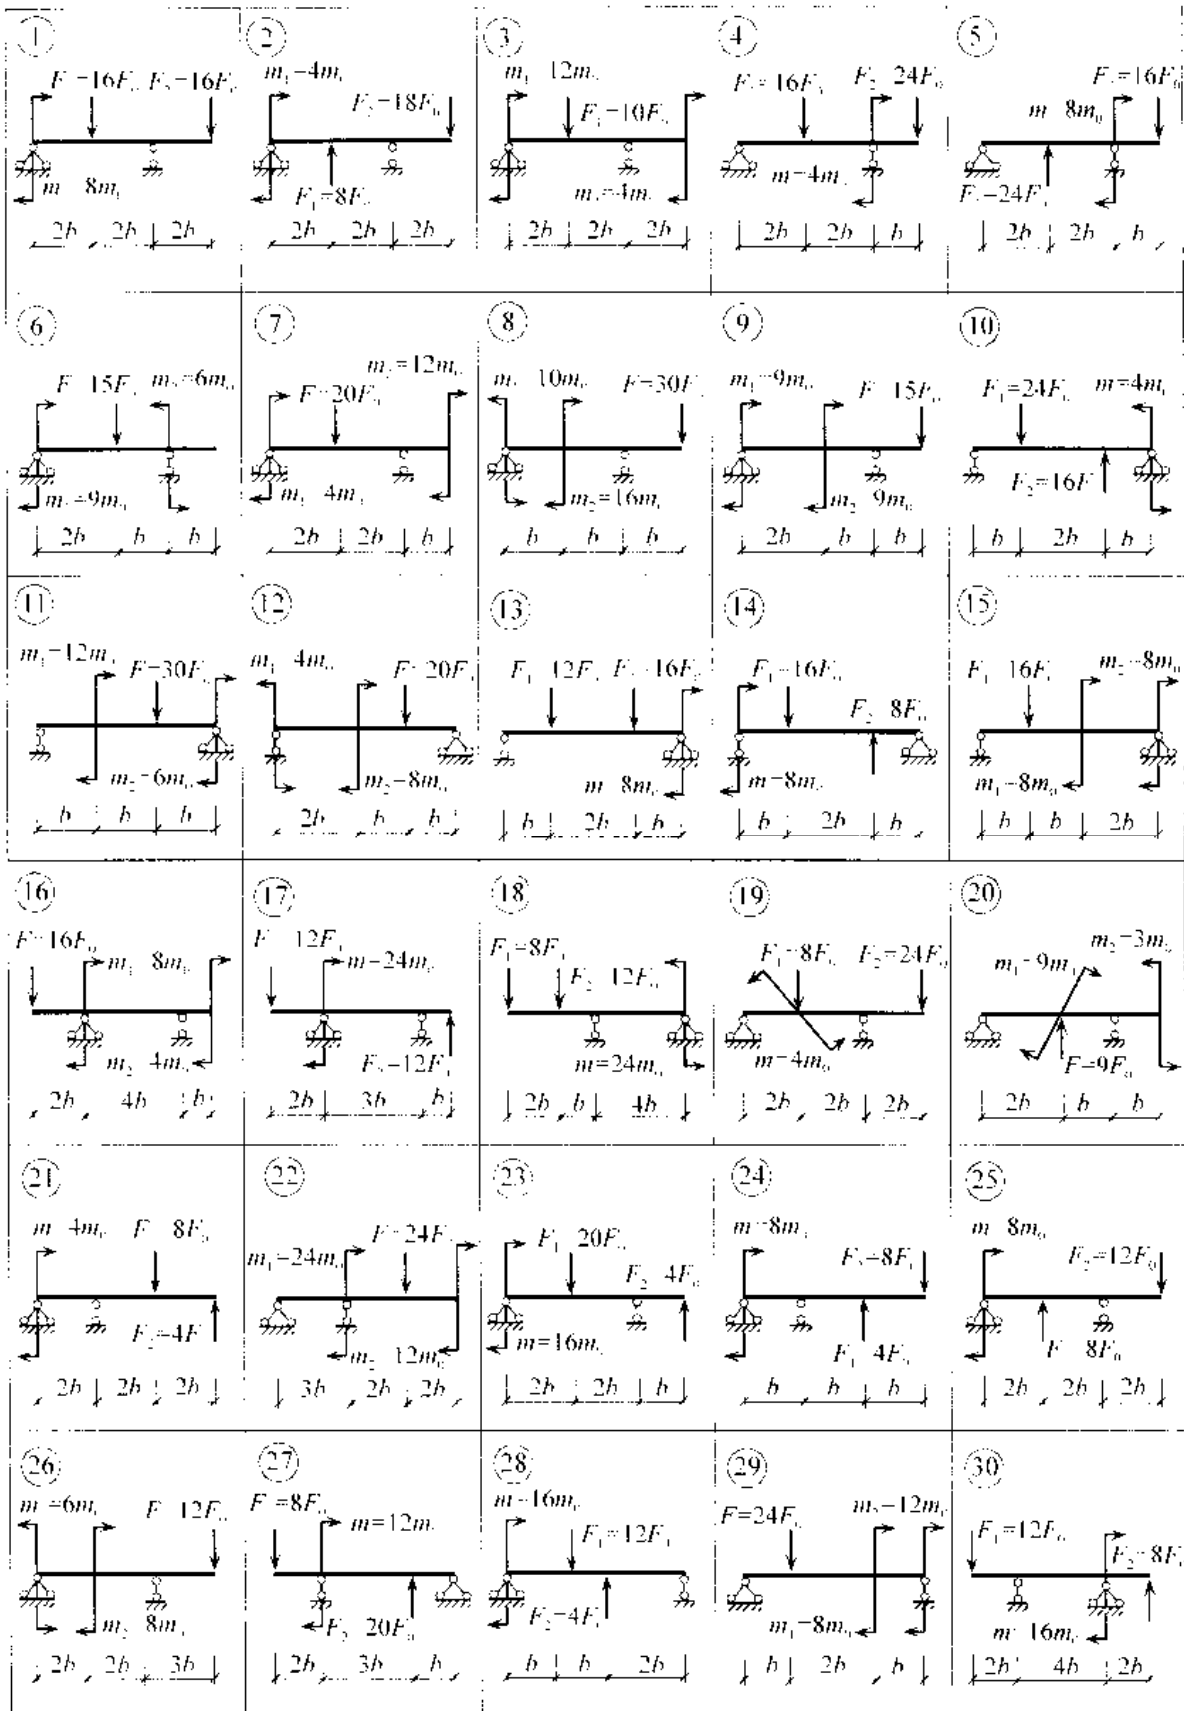 1
F₁=16F₀ F₂=16F₀
m=8m₀
2b 2b 2b
2
m₁=4m₀
F₂=18F₀
F₁=8F₀
2b 2b 2b
3
m₁ 12m₀
F₁=10F₀
m₂=4m₀
2b 2b 2b
4
F₁=16F₀ F₂ 24F₀
m=4m₀
2b 2b b
5
F₂=16F₀
m 8m₀
F₁=24F₀
2b 2b b
6
F 15F₀ m₂=6m₀
m₁=9m₀
2b b b
7
m₂=12m₀
F=20F₀
m₁ 4m₀
2b 2b b
8
m₁ 10m₀ F=30F₀
m₂=16m₀
b b b
9
m₁=9m₀ F 15F₀
m₂ 9m₀
2b b b
10
F₁=24F₀ m=4m₀
F₂=16F₀
b 2b b
11
m₁=12m₀ F=30F₀
m₂=6m₀
b b b
12
m₁ 4m₀ F=20F₀
m₂=8m₀
2b b b
13
F₁ 12F₀ F₂=16F₀
m 8m₀
b 2b b
14
F₁=16F₀
F₂ 8F₀
m=8m₀
b 2b b
15
F₁ 16F₀ m₂=8m₀
m₁=8m₀
b b 2b
16
F=16F₀
m₁ 8m₀
m₂ 4m₀
2b 4b b
17
F₁ 12F₀
m=24m₀
F₂=12F₀
2b 3b b
18
F₁=8F₀
F₂ 12F₀
m=24m₀
2b b 4b
19
F₁=8F₀ F₂=24F₀
m=4m₀
2b 2b 2b
20
m₂=3m₀
m₁=9m₀
F=9F₀
2b b b
21
m 4m₀ F₁ 8F₀
F₂=4F₀
2b 2b 2b
22
F=24F₀
m₁=24m₀
m₂ 12m₀
3b 2b 2b
23
F₁ 20F₀
F₂ 4F₀
m=16m₀
2b 2b b
24
m=8m₀
F₂=8F₀
F₁ 4F₀
b b b
25
m 8m₀
F₂=12F₀
F₁ 8F₀
2b 2b 2b
26
m₁=6m₀ F 12F₀
m₂ 8m₀
2b 2b 3b
27
F₁=8F₀
m=12m₀
F₂ 20F₀
2b 3b b
28
m=16m₀
F₁=12F₀
F₂=4F₀
b b 2b
29
F=24F₀ m₂=12m₀
m₁=8m₀
b 2b b
30
F₁=12F₀
F₂=8F₀
m 16m₀
2b 4b 2b